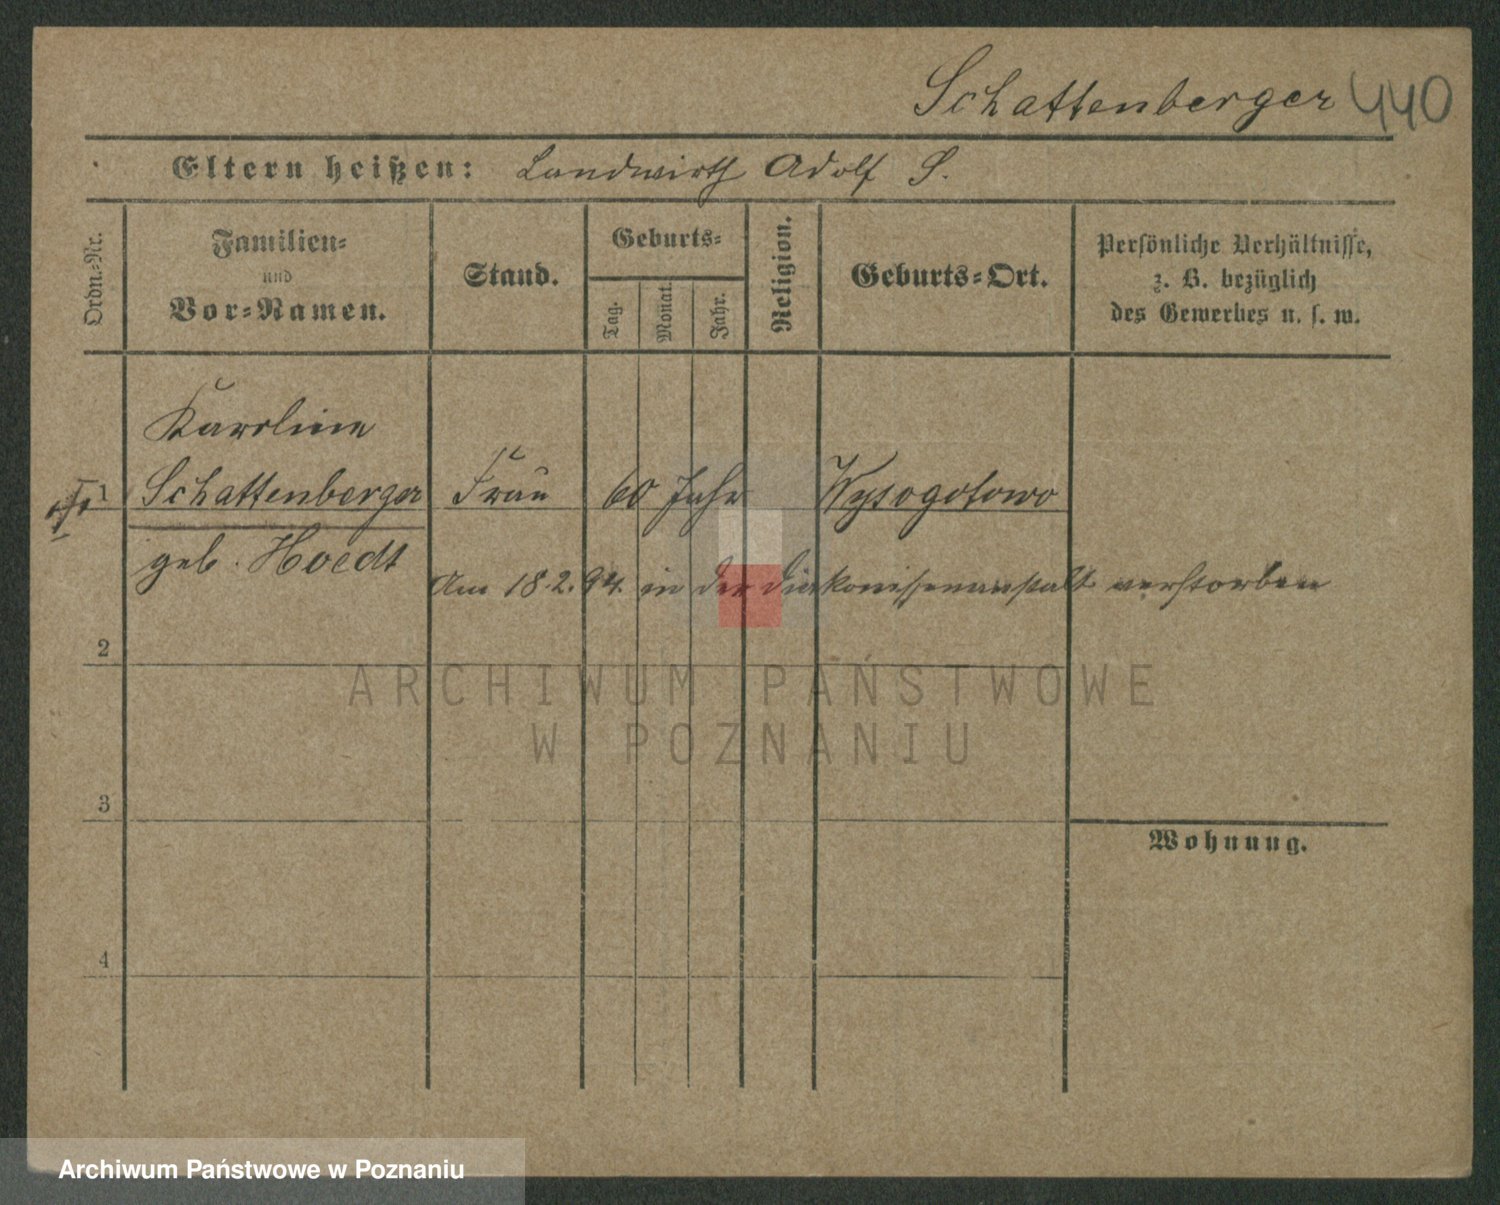 Schattenberger 440
Eltern heißen: Landwirth Adolf S.
Ordn.-Nr.
Familien-
und
Vor-Namen.
Stand.
Geburts-
Tag.
Monat.
Jahr.
Religion.
Geburts-Ort.
Persönliche Verhältnisse,
z. B. bezüglich
des Gewerbes u. s. w.
Karoline
1 Schattenberger Frau 60 Jahr Wysogotowo
geb. Hoedt
Am 18.2.94. in der Diakonissenanstalt verstorben
2
ARCHIWUM PAŃSTWOWE
W POZNANIU
3
Wohnung.
4
Archiwum Państwowe w Poznaniu